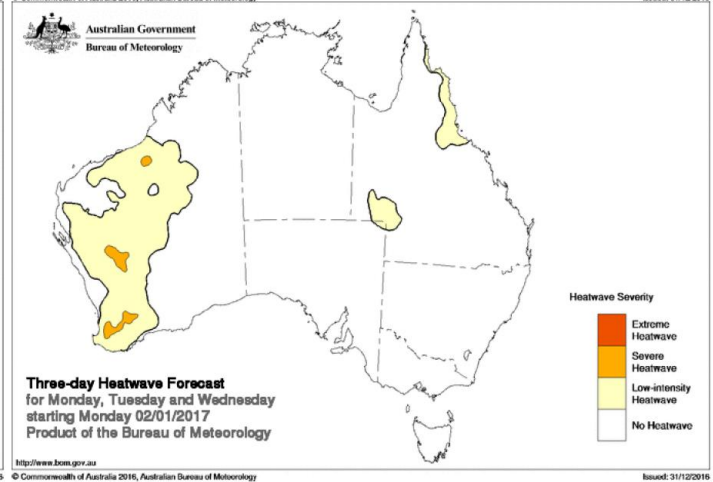 Australian Government
Bureau of Meteorology
Heatwave Severity
Extreme
Heatwave
Severe
Heatwave
Low-intensity
Heatwave
No Heatwave
Three-day Heatwave Forecast
for Monday, Tuesday and Wednesday
starting Monday 02/01/2017
Product of the Bureau of Meteorology
http://www.bom.gov.au
© Commonwealth of Australia 2016, Australian Bureau of Meteorology
Issued: 31/12/2016